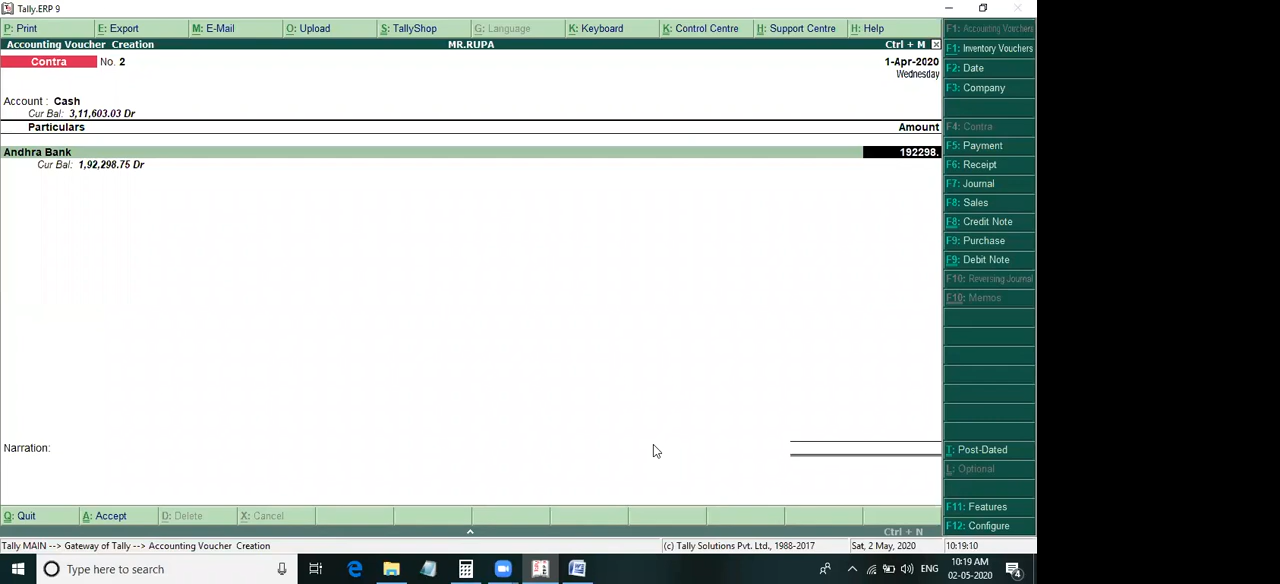 Tally.ERP 9
P: Print E: Export M: E-Mail O: Upload S: TallyShop G: Language K: Keyboard K: Control Centre H: Support Centre H: Help
Accounting Voucher Creation MR.RUPA Ctrl + M
Contra No. 2 1-Apr-2020
Wednesday
Account : Cash
Cur Bal: 3,11,603.03 Dr
Particulars Amount
Andhra Bank 192298.
Cur Bal: 1,92,298.75 Dr
Narration:
Q: Quit A: Accept D: Delete X: Cancel
Ctrl + N
Tally MAIN --> Gateway of Tally --> Accounting Voucher Creation (c) Tally Solutions Pvt. Ltd., 1988-2017 Sat, 2 May, 2020 10:19:10
F1: Accounting Vouchers
F1: Inventory Vouchers
F2: Date
F3: Company
F4: Contra
F5: Payment
F6: Receipt
F7: Journal
F8: Sales
F8: Credit Note
F9: Purchase
F9: Debit Note
F10: Reversing Journal
F10: Memos
T: Post-Dated
L: Optional
F11: Features
F12: Configure
Type here to search ENG 10:19 AM
02-05-2020 4